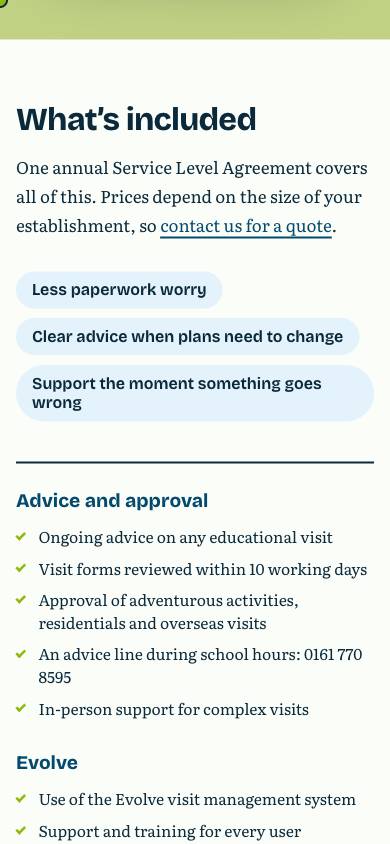 What's included
One annual Service Level Agreement covers
all of this. Prices depend on the size of your
establishment, so contact us for a quote.
Less paperwork worry
Clear advice when plans need to change
Support the moment something goes
wrong
Advice and approval
Ongoing advice on any educational visit
Visit forms reviewed within 10 working days
Approval of adventurous activities,
residentials and overseas visits
An advice line during school hours: 0161 770
8595
In-person support for complex visits
Evolve
Use of the Evolve visit management system
Support and training for every user